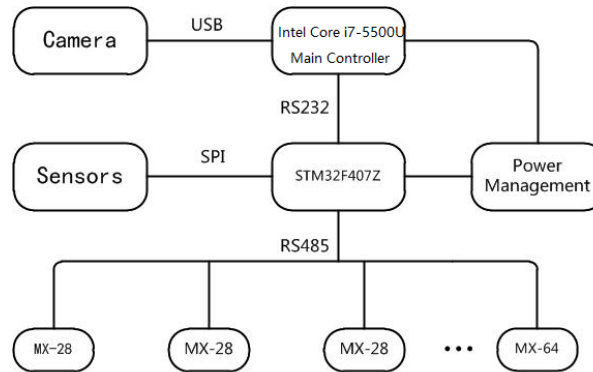 Camera
USB
Intel Core i7-5500U
Main Controller
RS232
Sensors
SPI
STM32F407Z
Power
Management
RS485
MX-28
MX-28
MX-28
•••
MX-64